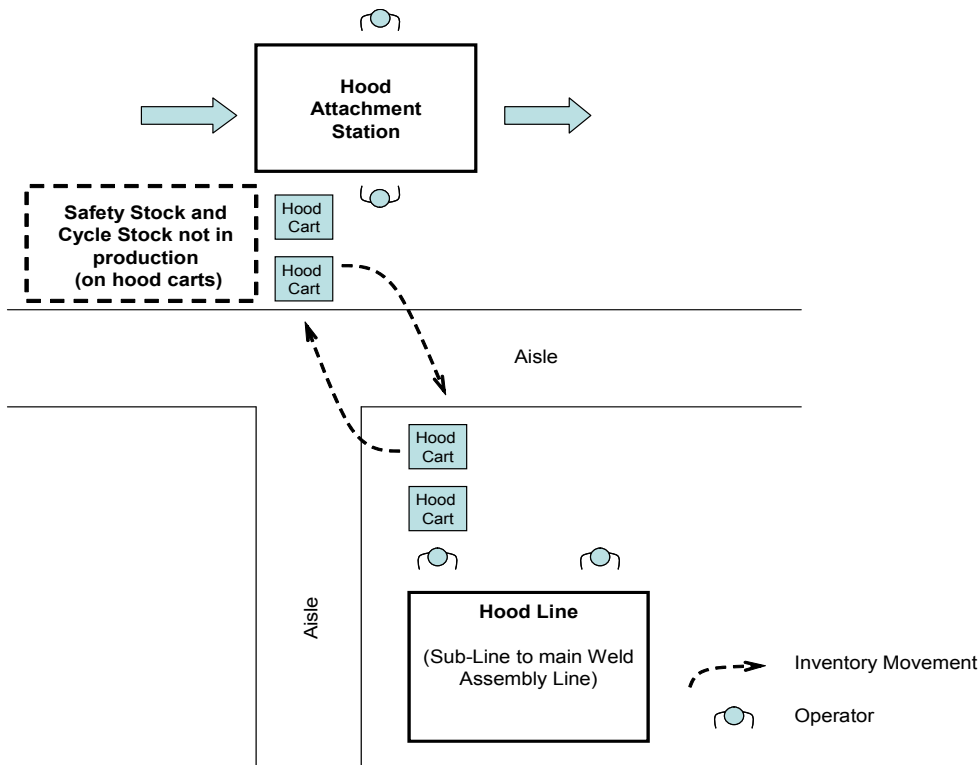 Hood
Attachment
Station
Safety Stock and
Cycle Stock not in
production
(on hood carts)
Hood
Cart
Hood
Cart
Aisle
Hood
Cart
Hood
Cart
Aisle
Hood Line
(Sub-Line to main Weld
Assembly Line)
Inventory Movement
Operator